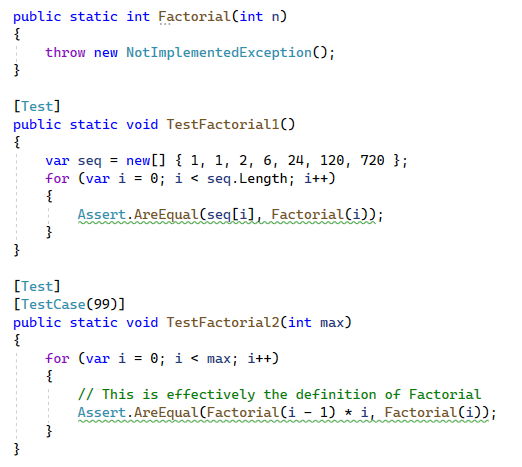 public static int Factorial(int n)
{
    throw new NotImplementedException();
}

[Test]
public static void TestFactorial1()
{
    var seq = new[] { 1, 1, 2, 6, 24, 120, 720 };
    for (var i = 0; i < seq.Length; i++)
    {
        Assert.AreEqual(seq[i], Factorial(i));
    }
}

[Test]
[TestCase(99)]
public static void TestFactorial2(int max)
{
    for (var i = 0; i < max; i++)
    {
        // This is effectively the definition of Factorial
        Assert.AreEqual(Factorial(i - 1) * i, Factorial(i));
    }
}